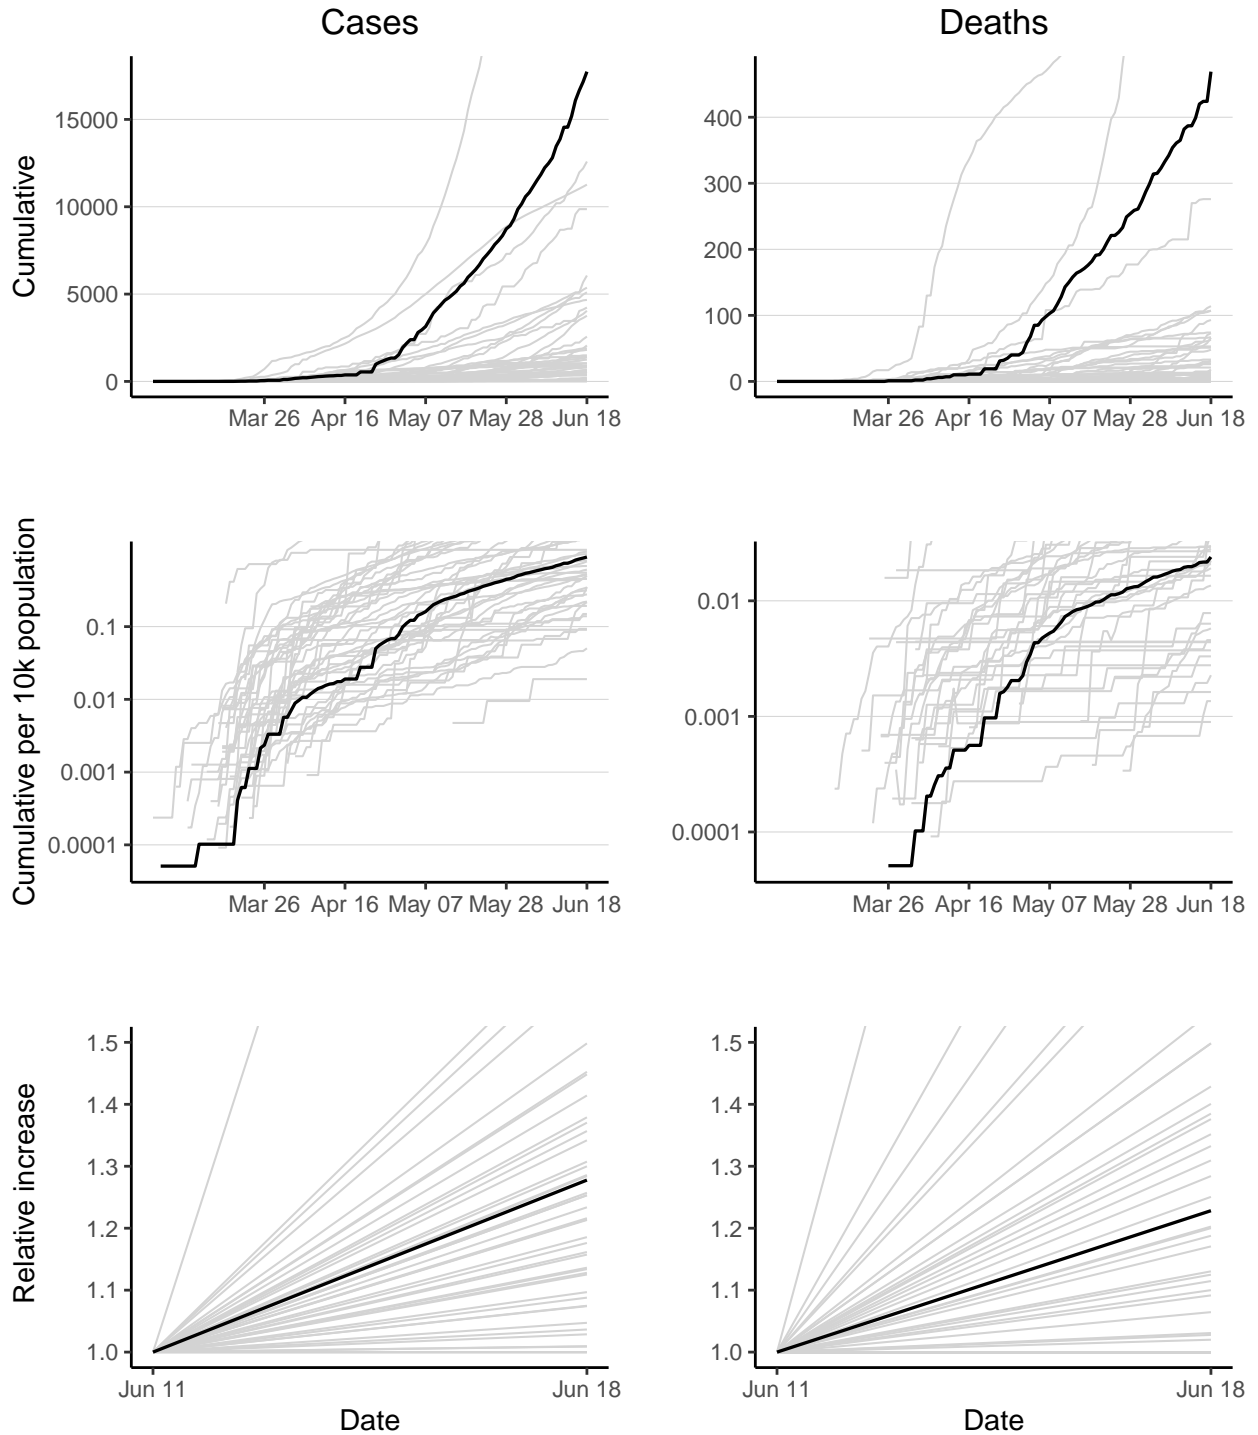 Cases
Deaths
Cumulative
15000
10000
5000
0
Mar 26 Apr 16 May 07 May 28 Jun 18
400
300
200
100
0
Mar 26 Apr 16 May 07 May 28 Jun 18
Cumulative per 10k population
0.1
0.01
0.001
0.0001
Mar 26 Apr 16 May 07 May 28 Jun 18
0.01
0.001
0.0001
Mar 26 Apr 16 May 07 May 28 Jun 18
Relative increase
1.5
1.4
1.3
1.2
1.1
1.0
Jun 11 Jun 18
Date
1.5
1.4
1.3
1.2
1.1
1.0
Jun 11 Jun 18
Date